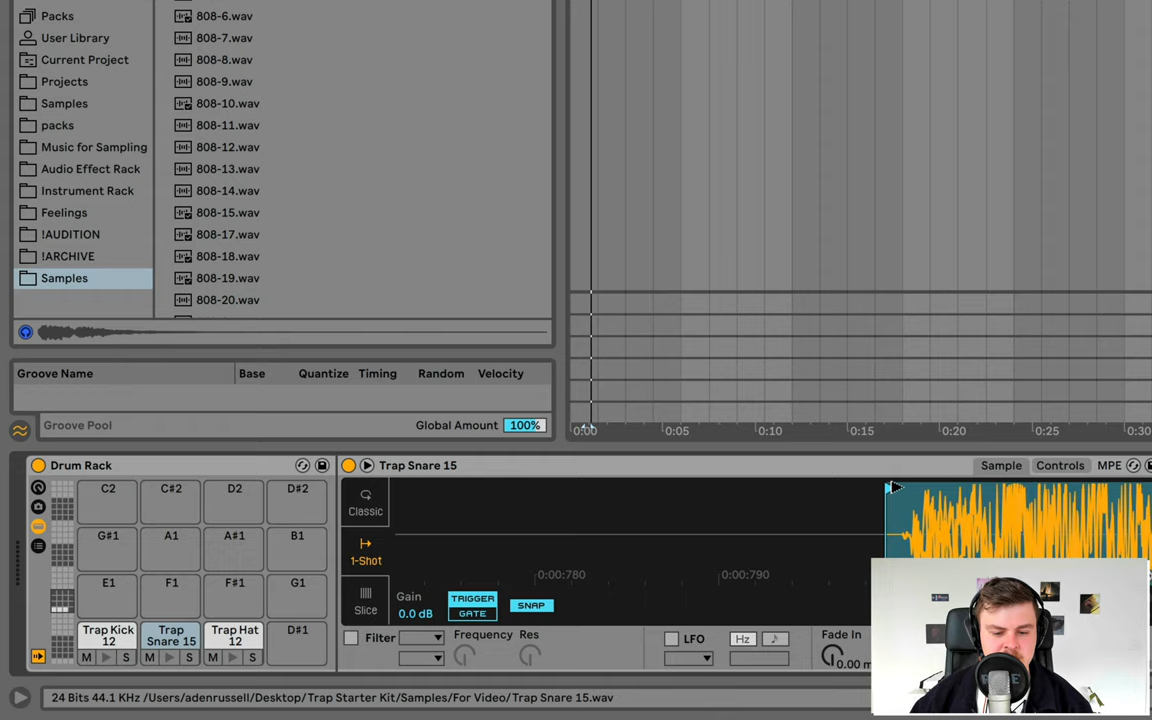 Packs
User Library
Current Project
Projects
Samples
packs
Music for Sampling
Audio Effect Rack
Instrument Rack
Feelings
!AUDITION
!ARCHIVE
Samples
808-6.wav
808-7.wav
808-8.wav
808-9.wav
808-10.wav
808-11.wav
808-12.wav
808-13.wav
808-14.wav
808-15.wav
808-17.wav
808-18.wav
808-19.wav
808-20.wav
Groove Name Base Quantize Timing Random Velocity
Groove Pool Global Amount 100%
0:00 0:05 0:10 0:15 0:20 0:25 0:30
Drum Rack
C2 C#2 D2 D#2
G#1 A1 A#1 B1
E1 F1 F#1 G1
Trap Kick 12
Trap Snare 15
Trap Hat 12
D#1
M S M S M S
Trap Snare 15
Sample Controls MPE
Classic
1-Shot
Slice
0:00:780 0:00:790
Gain
0.0 dB
TRIGGER
GATE
SNAP
Filter Frequency Res
LFO Hz
Fade In
0.00 m
24 Bits 44.1 KHz /Users/adenrussell/Desktop/Trap Starter Kit/Samples/For Video/Trap Snare 15.wav